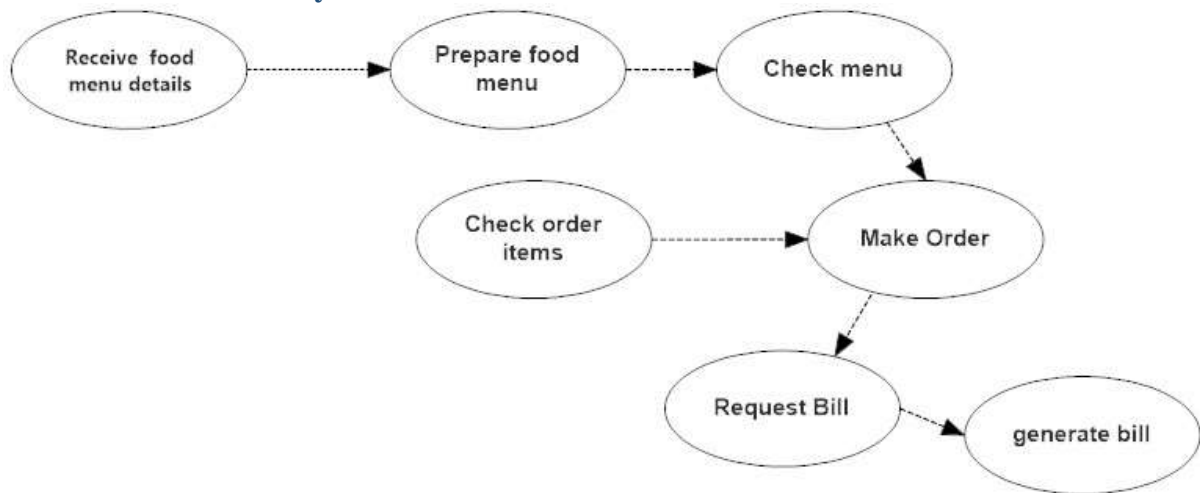 Receive food
menu details
Prepare food
menu
Check menu
Check order
items
Make Order
Request Bill
generate bill